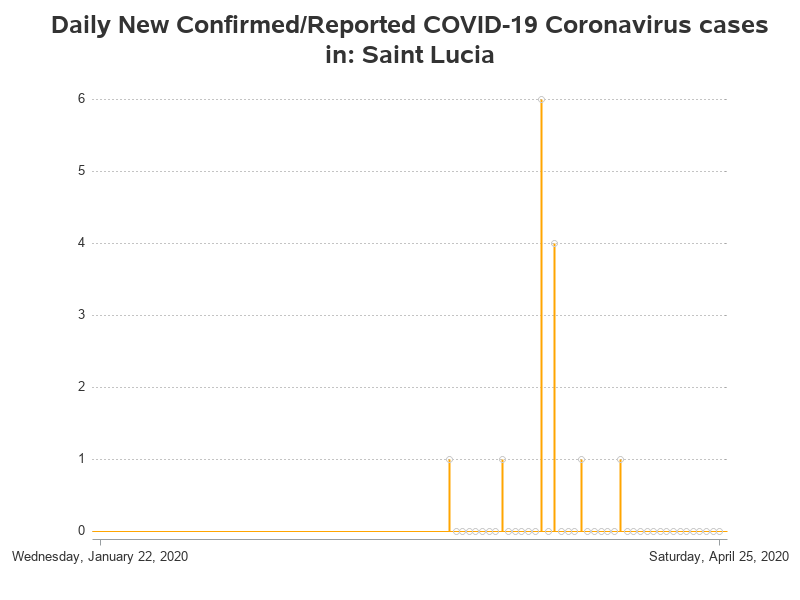 Daily New Confirmed/Reported COVID-19 Coronavirus cases
in: Saint Lucia
6
5
4
3
2
1
0
Wednesday, January 22, 2020
Saturday, April 25, 2020